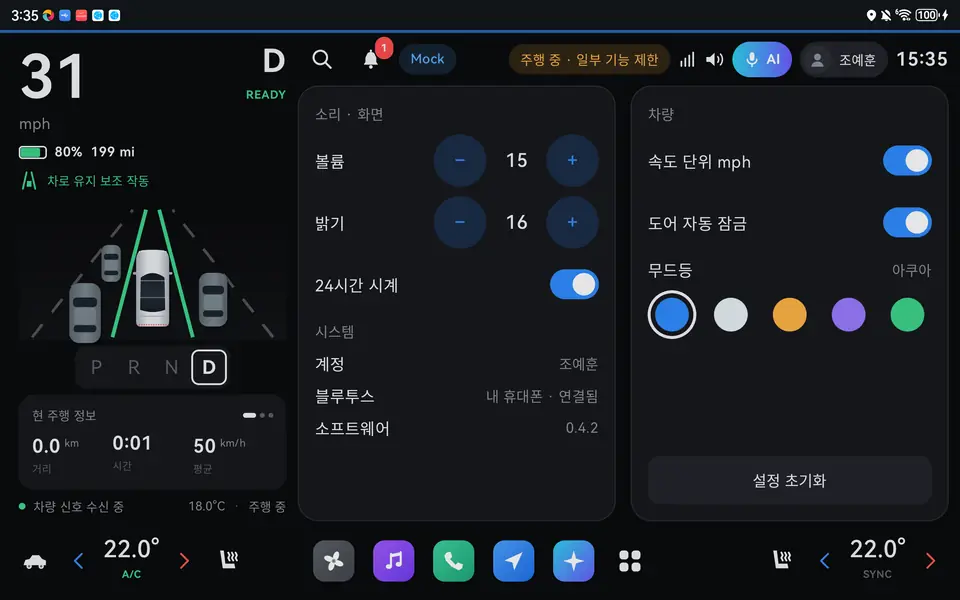 3:35
100
31
D
READY
mph
80% 199 mi
차로 유지 보조 작동
P R N D
현 주행 정보
0.0 km 0:01 50 km/h
거리 시간 평균
차량 신호 수신 중 18.0°C · 주행 중
1
Mock
주행 중 · 일부 기능 제한
AI
조예훈
15:35
소리 · 화면
볼륨 − 15 +
밝기 − 16 +
24시간 시계
시스템
계정 조예훈
블루투스 내 휴대폰 · 연결됨
소프트웨어 0.4.2
차량
속도 단위 mph
도어 자동 잠금
무드등 아쿠아
설정 초기화
22.0°
A/C
22.0°
SYNC